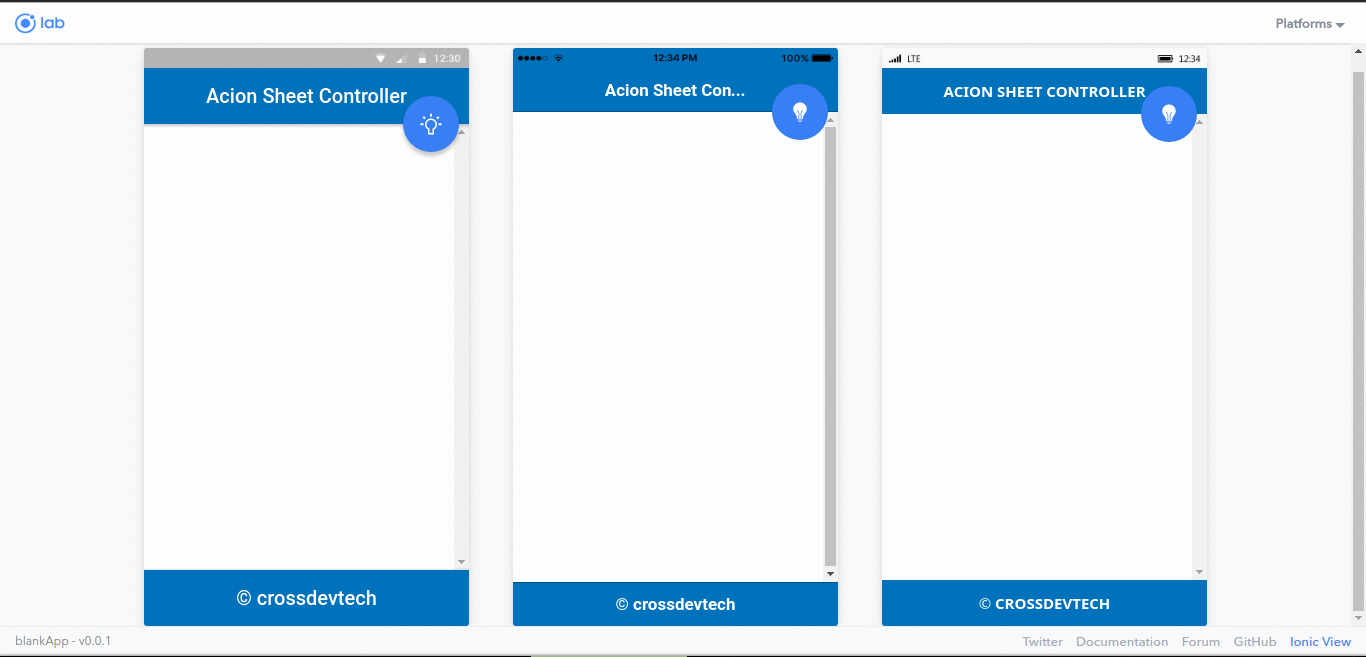 lab
Platforms
12:30
Acion Sheet Controller
© crossdevtech
12:34 PM
100%
Acion Sheet Con...
© crossdevtech
LTE
12:34
ACION SHEET CONTROLLER
© CROSSDEVTECH
blankApp - v0.0.1
Twitter Documentation Forum GitHub Ionic View